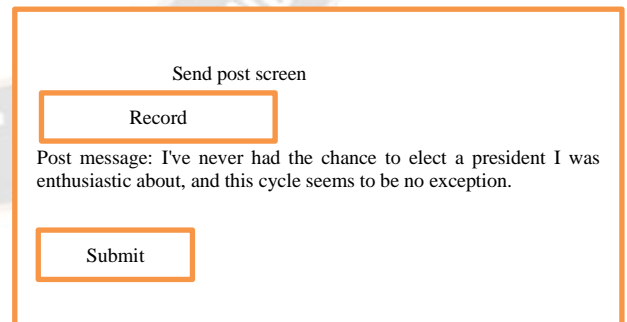 Send post screen
Record
Post message: I've never had the chance to elect a president I was
enthusiastic about, and this cycle seems to be no exception.
Submit